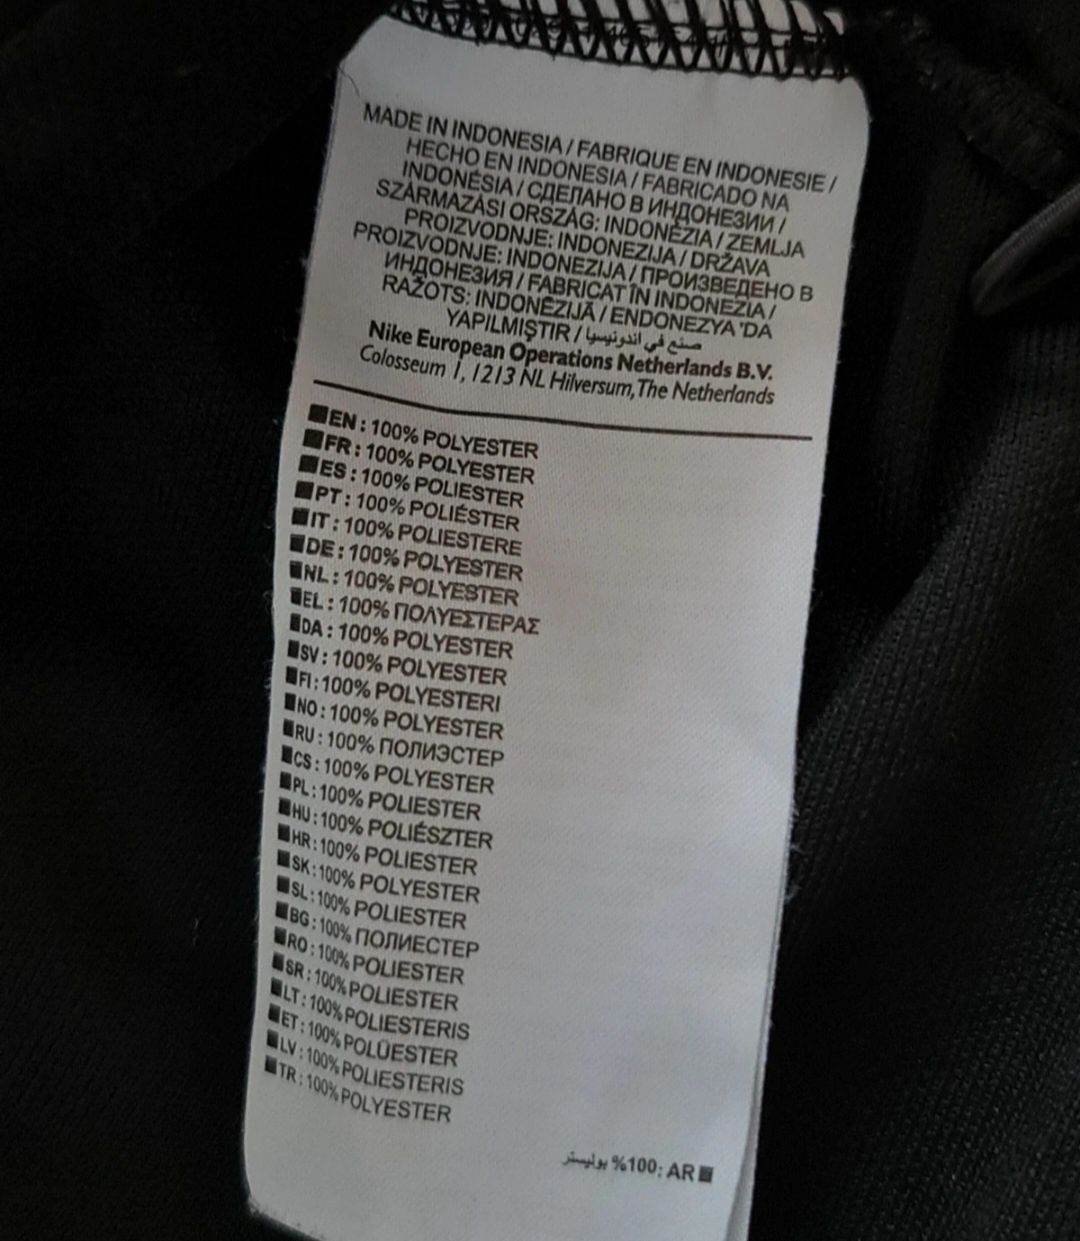 MADE IN INDONESIA / FABRIQUE EN INDONESIE /
HECHO EN INDONESIA / FABRICADO NA
INDONÉSIA / СДЕЛАНО В ИНДОНЕЗИИ /
SZÁRMAZÁSI ORSZÁG: INDONÉZIA / ZEMLJA
PROIZVODNJE: INDONEZIJA / DRŽAVA
PROIZVODNJE: INDONEZIJA / ПРОИЗВЕДЕНО В
ИНДОНЕЗИЯ / FABRICAT ÎN INDONEZIA /
RAŽOTS: INDONĒZIJĀ / ENDONEZYA 'DA
YAPILMIŞTIR / صنع في اندونيسيا
Nike European Operations Netherlands B.V.
Colosseum 1, 1213 NL Hilversum, The Netherlands
EN : 100% POLYESTER
FR : 100% POLYESTER
ES : 100% POLIESTER
PT : 100% POLIÉSTER
IT : 100% POLIESTERE
DE : 100% POLYESTER
NL : 100% POLYESTER
EL : 100% ΠΟΛΥΕΣΤΕΡΑΣ
DA : 100% POLYESTER
SV : 100% POLYESTER
FI : 100% POLYESTERI
NO : 100% POLYESTER
RU : 100% ПОЛИЭСТЕР
CS : 100% POLYESTER
PL : 100% POLIESTER
HU : 100% POLIÉSZTER
HR : 100% POLIESTER
SK : 100% POLYESTER
SL : 100% POLIESTER
BG : 100% ПОЛИЕСТЕР
RO : 100% POLIESTER
SR : 100% POLIESTER
LT : 100% POLIESTERIS
ET : 100% POLÜESTER
LV : 100% POLIESTERIS
TR : 100% POLYESTER
AR :100% بوليستر